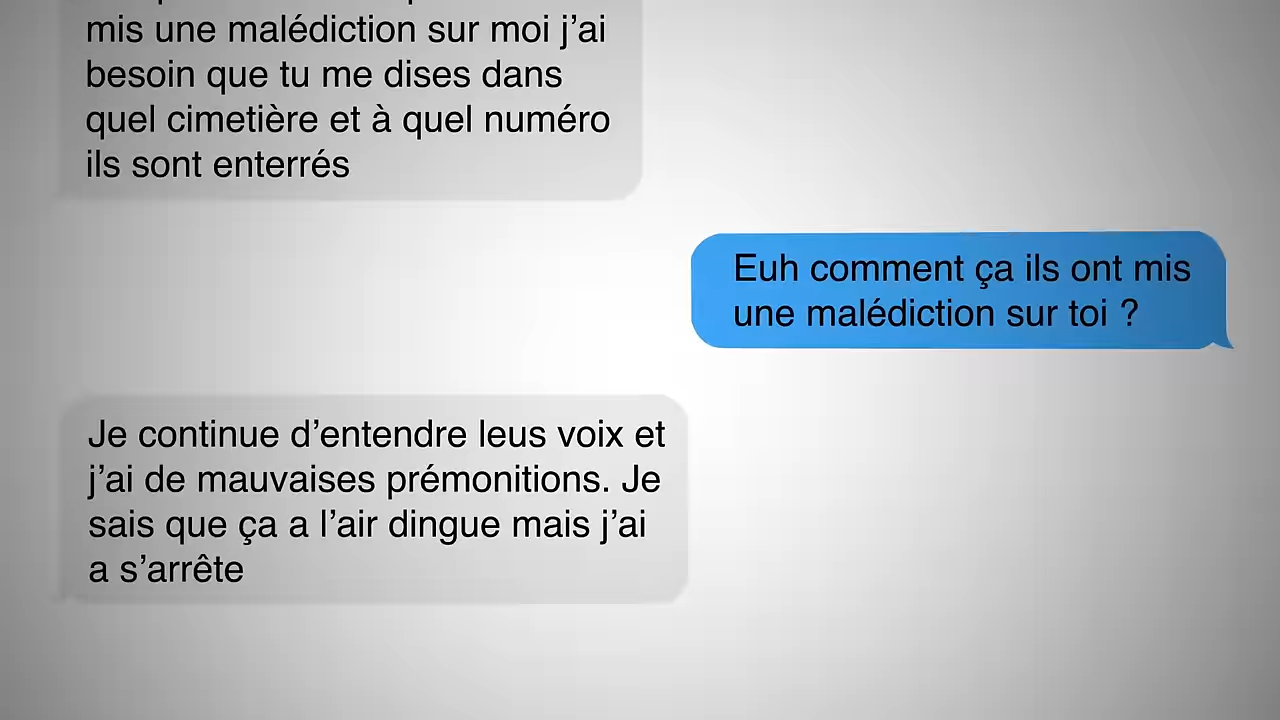 mis une malédiction sur moi j’ai
besoin que tu me dises dans
quel cimetière et à quel numéro
ils sont enterrés
Euh comment ça ils ont mis
une malédiction sur toi ?
Je continue d’entendre leus voix et
j’ai de mauvaises prémonitions. Je
sais que ça a l’air dingue mais j’ai
a s’arrête